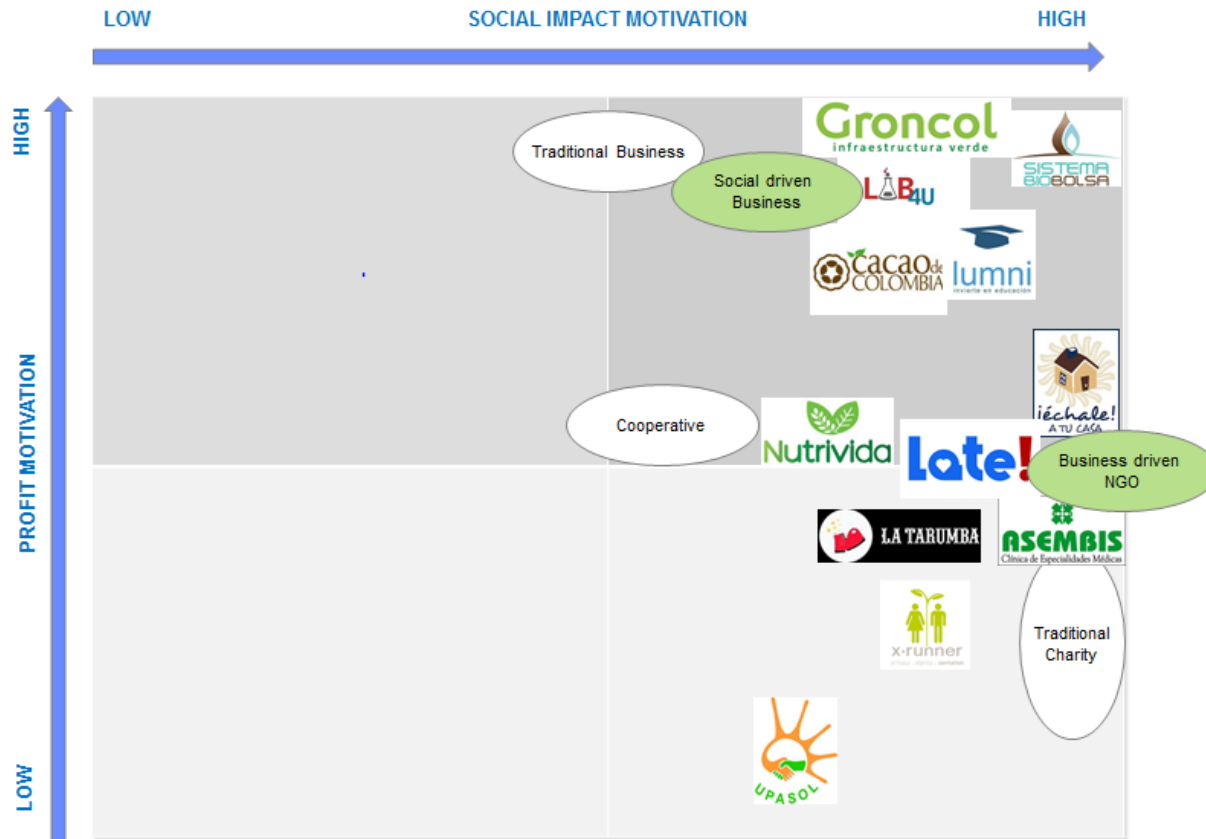 LOW
SOCIAL IMPACT MOTIVATION
HIGH
HIGH
PROFIT MOTIVATION
LOW
Traditional Business
Groncol
infraestructura verde
SISTEMA
BIOBOLSA
Social driven
Business
LAB4U
cacao de
COLOMBIA
lumni
invierte en educación
¡échale!
A TU CASA
Cooperative
Nutrivida
Late!
Business driven
NGO
LA TARUMBA
ASEMBIS
Clínica de Especialidades Médicas
x-runner
Traditional
Charity
UPASOL